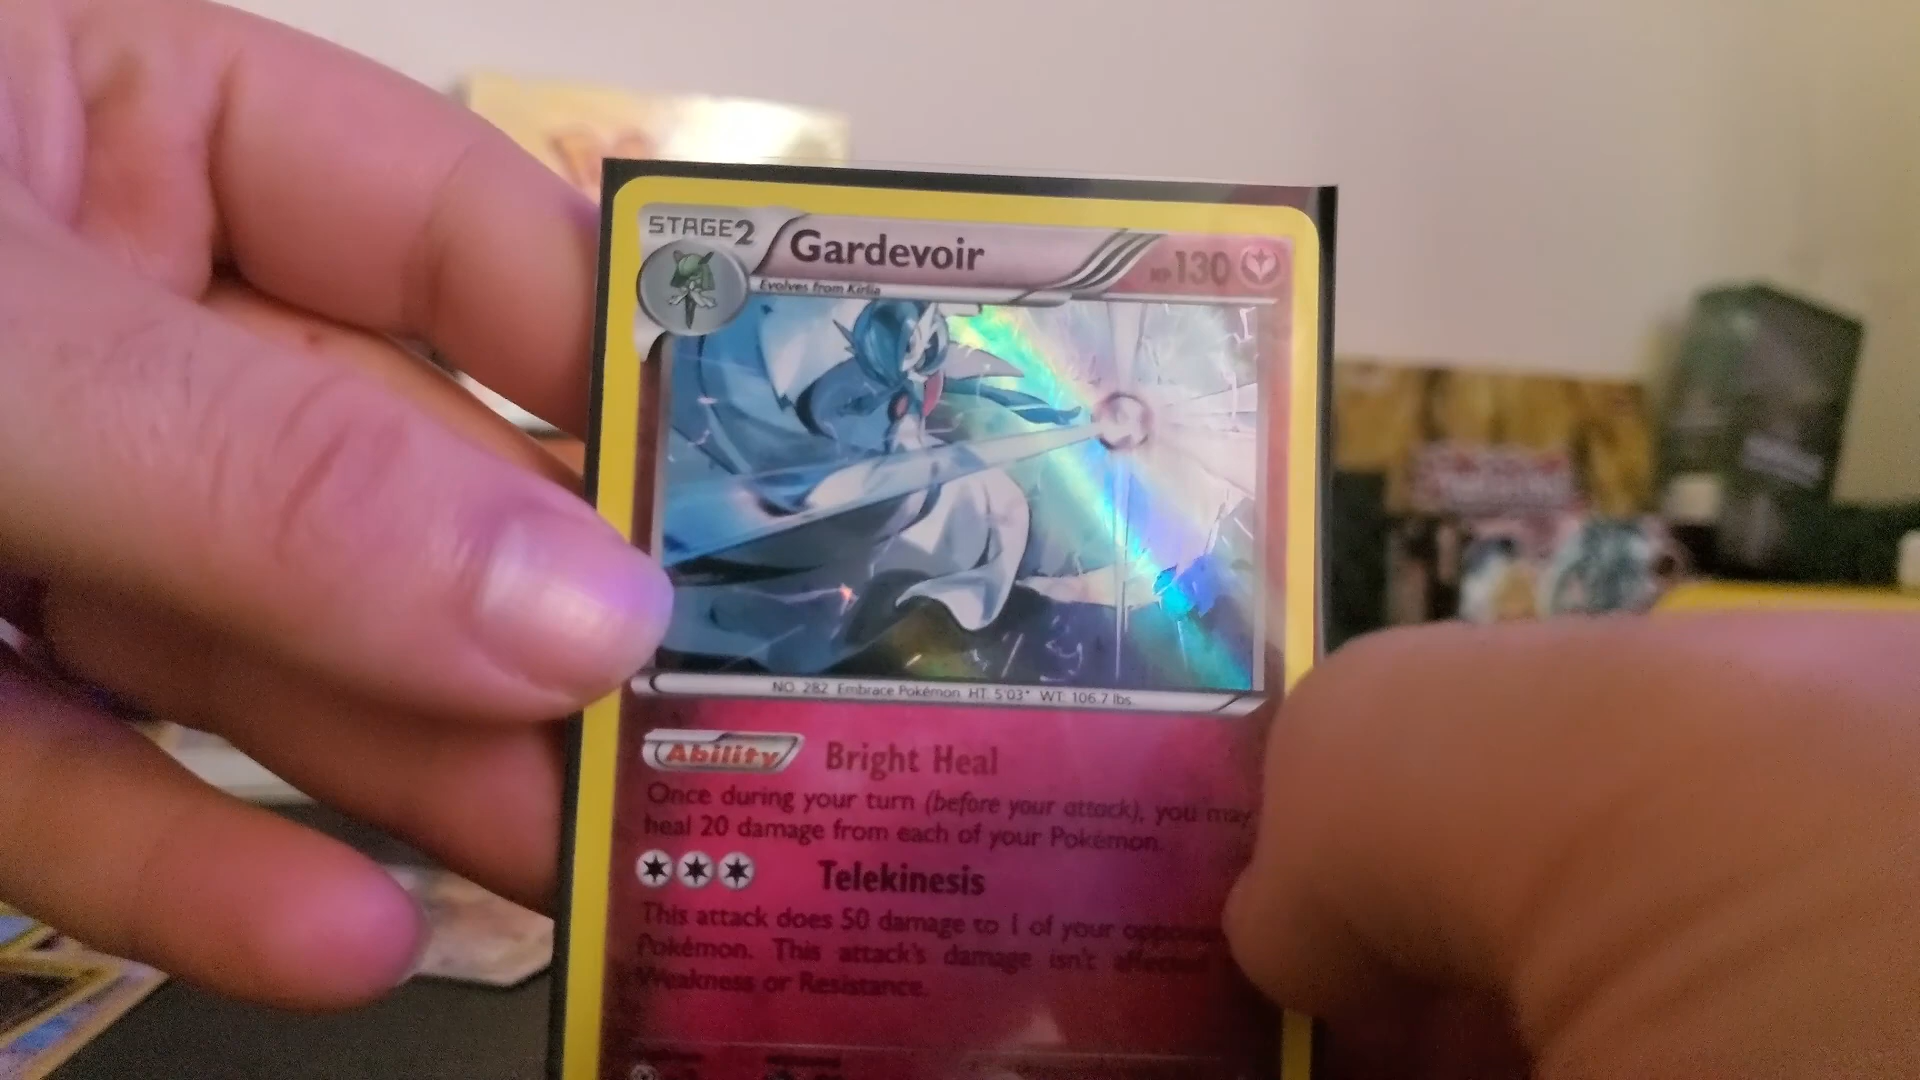 STAGE2
Gardevoir
HP130
Evolves from Kirlia
NO. 282 Embrace Pokémon HT: 5'03" WT: 106.7 lbs.
Ability Bright Heal
Once during your turn (before your attack), you may
heal 20 damage from each of your Pokémon.
Telekinesis
This attack does 50 damage to 1 of your
Pokémon. This attack's damage isn't affected
Weakness or Resistance.